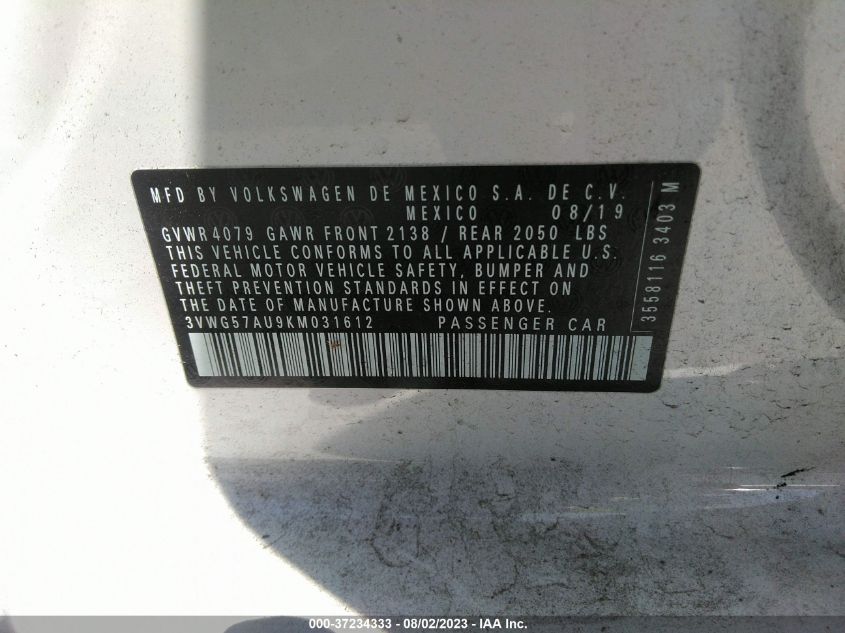 MFD BY VOLKSWAGEN DE MEXICO S.A. DE C.V.
MEXICO 08/19
GVWR 4079 GAWR FRONT 2138 / REAR 2050 LBS
THIS VEHICLE CONFORMS TO ALL APPLICABLE U.S.
FEDERAL MOTOR VEHICLE SAFETY, BUMPER AND
THEFT PREVENTION STANDARDS IN EFFECT ON
THE DATE OF MANUFACTURE SHOWN ABOVE.
3VWG57AU9KM031612 PASSENGER CAR
3558116 3403 M
000-37234333 - 08/02/2023 - IAA Inc.